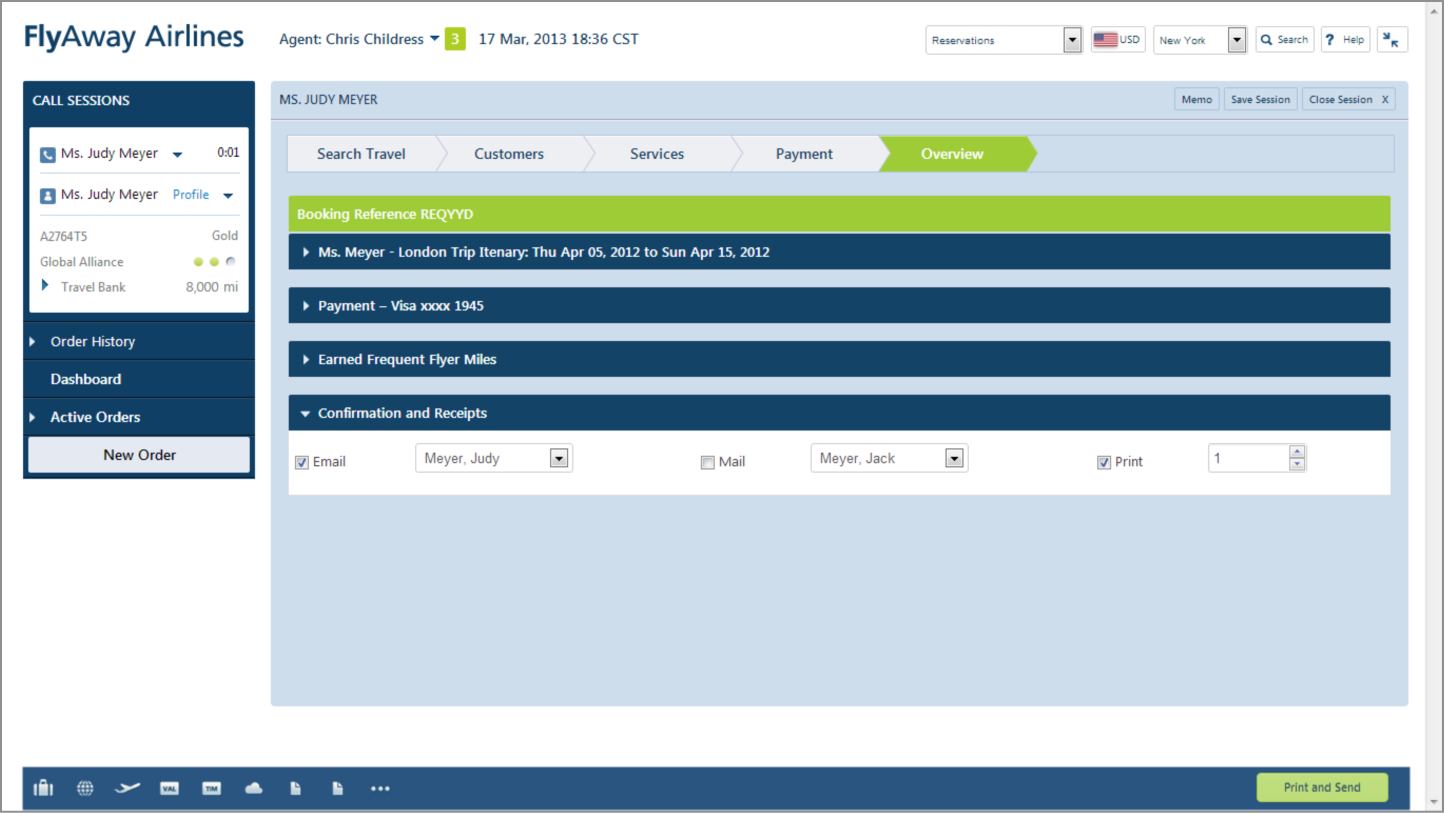 FlyAway Airlines
Agent: Chris Childress 3 17 Mar, 2013 18:36 CST
Reservations
USD
New York
Search
? Help
CALL SESSIONS
Ms. Judy Meyer 0:01
Ms. Judy Meyer Profile
A2764T5 Gold
Global Alliance
Travel Bank 8,000 mi
Order History
Dashboard
Active Orders
New Order
MS. JUDY MEYER
Memo
Save Session
Close Session X
Search Travel
Customers
Services
Payment
Overview
Booking Reference REQYYD
Ms. Meyer - London Trip Itenary: Thu Apr 05, 2012 to Sun Apr 15, 2012
Payment – Visa xxxx 1945
Earned Frequent Flyer Miles
Confirmation and Receipts
Email Meyer, Judy Mail Meyer, Jack Print 1
VAL
TIM
Print and Send